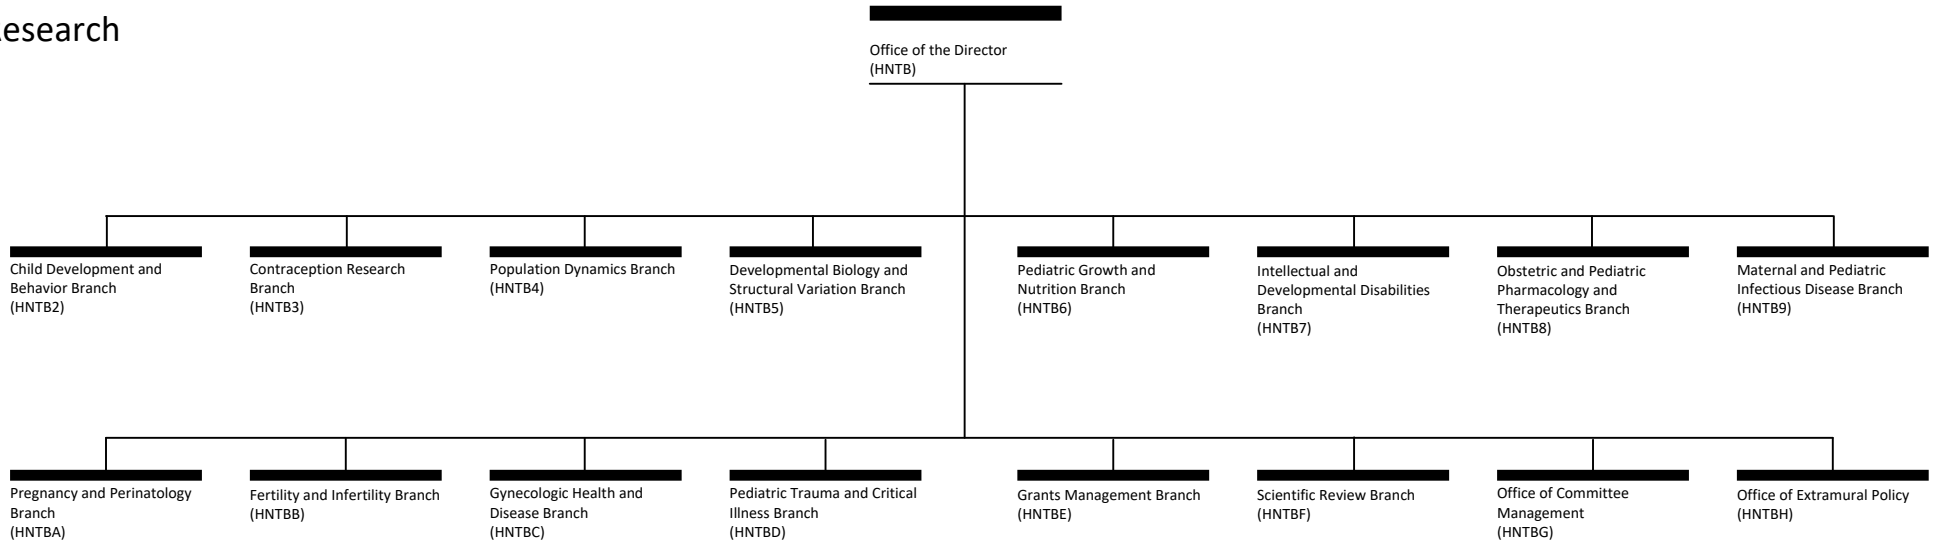 Research
Office of the Director
(HNTB)
Child Development and
Behavior Branch
(HNTB2)
Contraception Research
Branch
(HNTB3)
Population Dynamics Branch
(HNTB4)
Developmental Biology and
Structural Variation Branch
(HNTB5)
Pediatric Growth and
Nutrition Branch
(HNTB6)
Intellectual and
Developmental Disabilities
Branch
(HNTB7)
Obstetric and Pediatric
Pharmacology and
Therapeutics Branch
(HNTB8)
Maternal and Pediatric
Infectious Disease Branch
(HNTB9)
Pregnancy and Perinatology
Branch
(HNTBA)
Fertility and Infertility Branch
(HNTBB)
Gynecologic Health and
Disease Branch
(HNTBC)
Pediatric Trauma and Critical
Illness Branch
(HNTBD)
Grants Management Branch
(HNTBE)
Scientific Review Branch
(HNTBF)
Office of Committee
Management
(HNTBG)
Office of Extramural Policy
(HNTBH)